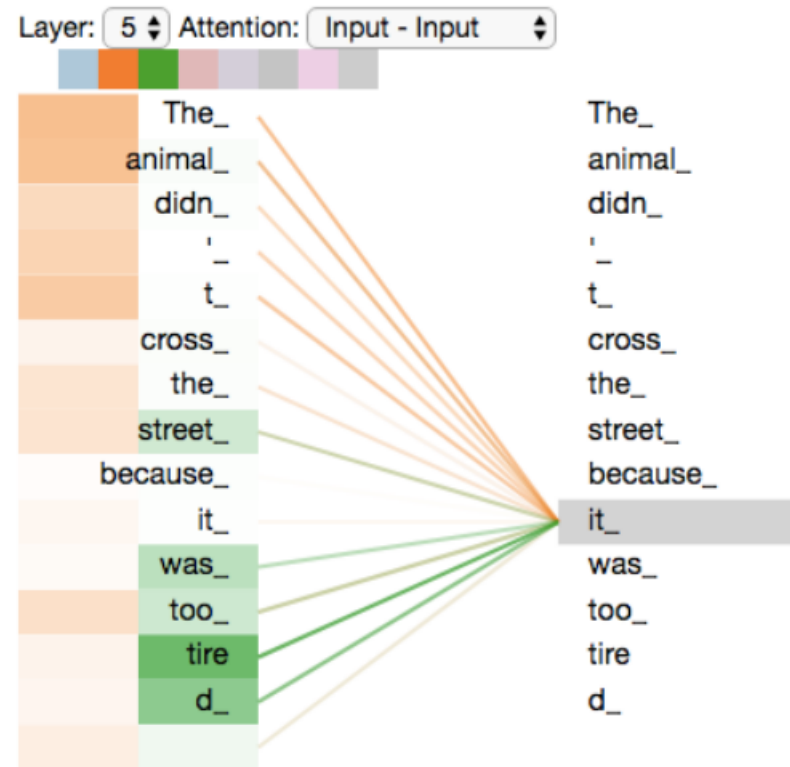 Layer: 5 Attention: Input - Input
The_ The_
animal_ animal_
didn_ didn_
'_ '_
t_ t_
cross_ cross_
the_ the_
street_ street_
because_ because_
it_ it_
was_ was_
too_ too_
tire tire
d_ d_